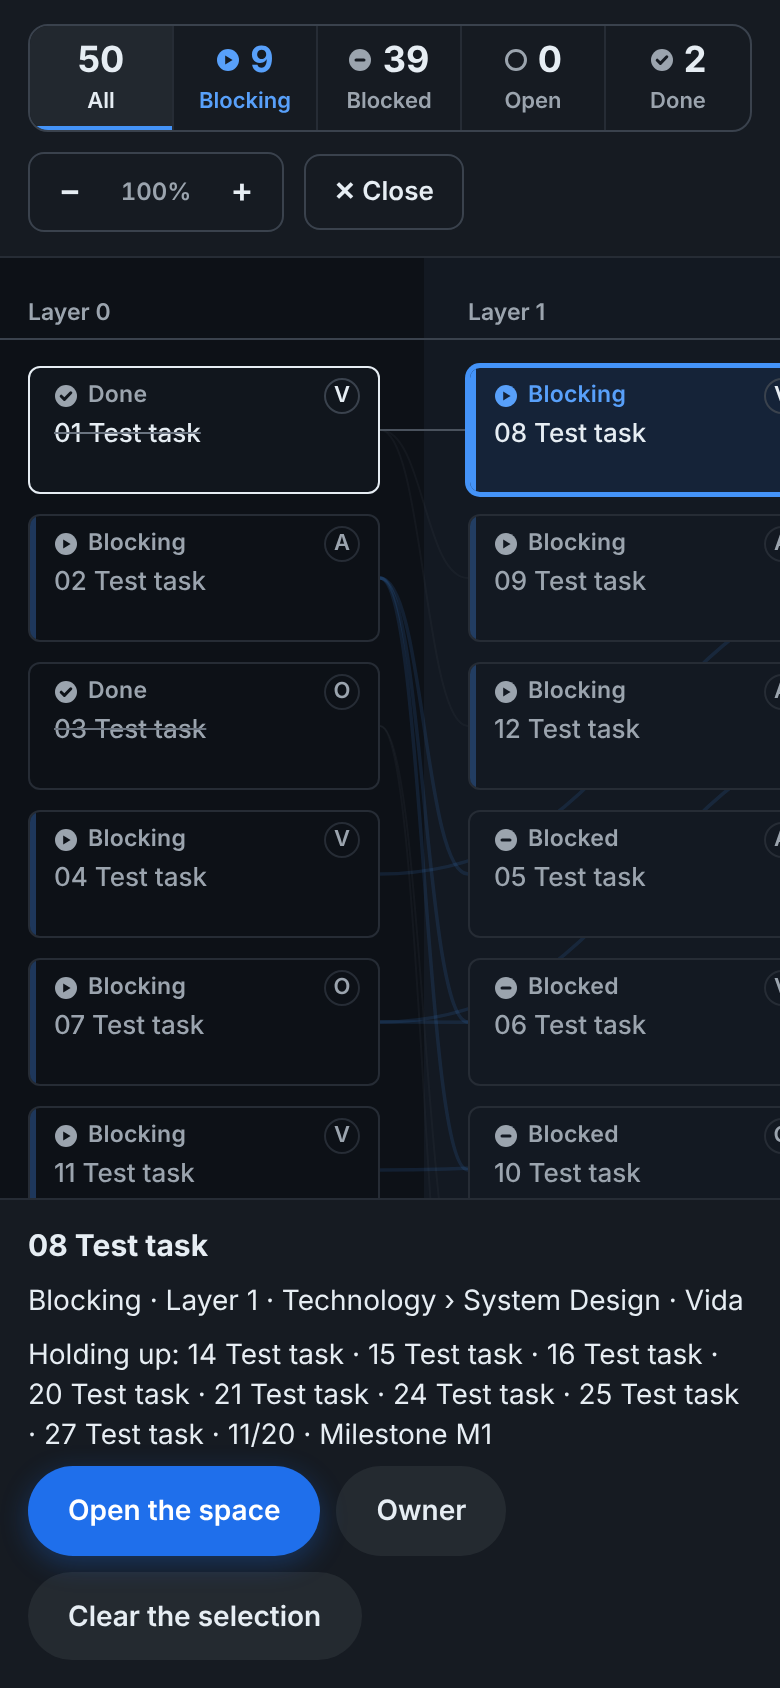 50
All
9
Blocking
39
Blocked
0
Open
2
Done
− 100% +
✕ Close
Layer 0
Layer 1
Done
V
01 Test task
Blocking
08 Test task
Blocking
A
02 Test task
Blocking
09 Test task
Done
O
03 Test task
Blocking
12 Test task
Blocking
V
04 Test task
Blocked
05 Test task
Blocking
O
07 Test task
Blocked
06 Test task
Blocking
V
11 Test task
Blocked
10 Test task
08 Test task
Blocking · Layer 1 · Technology › System Design · Vida
Holding up: 14 Test task · 15 Test task · 16 Test task ·
20 Test task · 21 Test task · 24 Test task · 25 Test task
· 27 Test task · 11/20 · Milestone M1
Open the space
Owner
Clear the selection